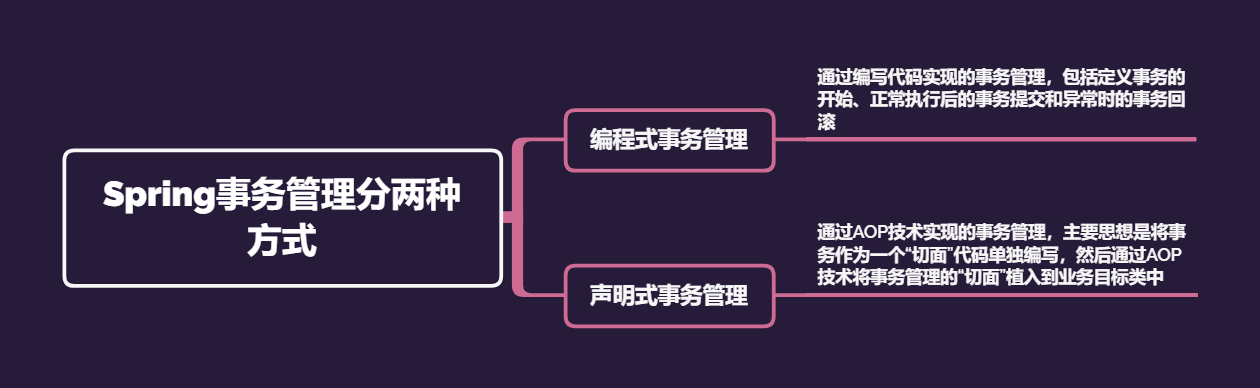 Spring事务管理分两种
方式
编程式事务管理
通过编写代码实现的事务管理，包括定义事务的
开始、正常执行后的事务提交和异常时的事务回
滚
声明式事务管理
通过AOP技术实现的事务管理，主要思想是将事
务作为一个“切面”代码单独编写，然后通过AOP
技术将事务管理的“切面”植入到业务目标类中